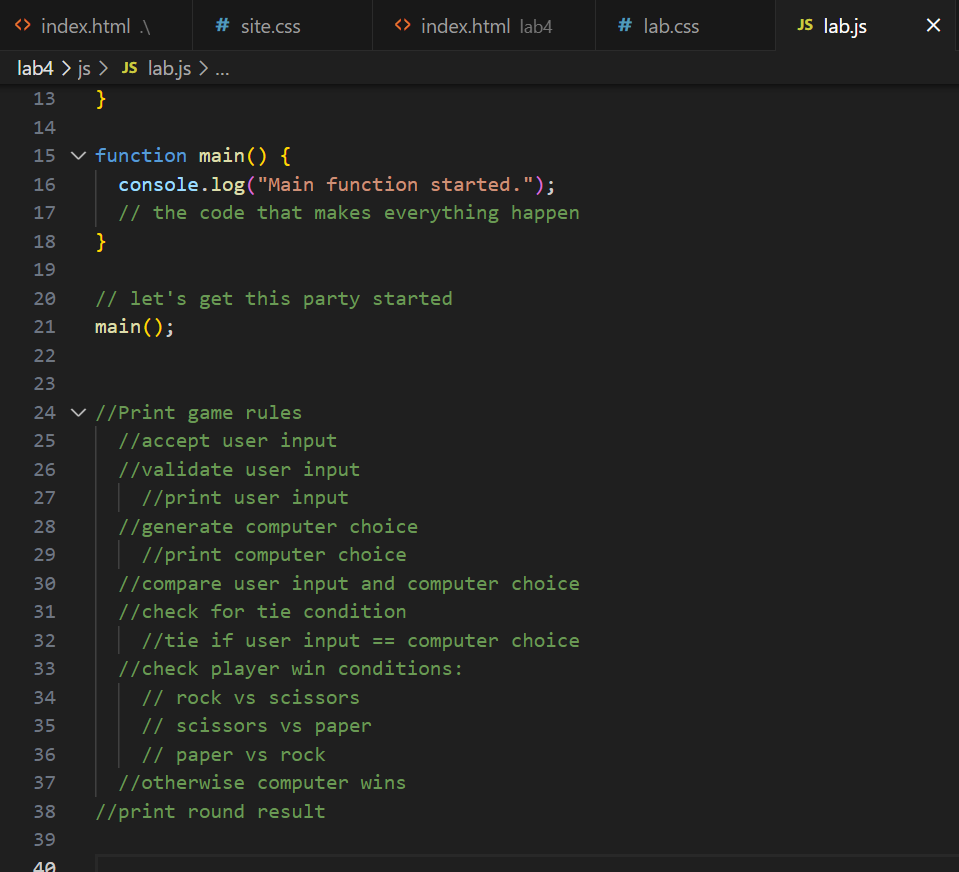 <> index.html .\ # site.css <> index.html lab4 # lab.css JS lab.js ×
lab4 > js > JS lab.js > ...
13 }
14
15 function main() {
16 console.log("Main function started.");
17 // the code that makes everything happen
18 }
19
20 // let's get this party started
21 main();
22
23
24 //Print game rules
25 //accept user input
26 //validate user input
27 //print user input
28 //generate computer choice
29 //print computer choice
30 //compare user input and computer choice
31 //check for tie condition
32 //tie if user input == computer choice
33 //check player win conditions:
34 // rock vs scissors
35 // scissors vs paper
36 // paper vs rock
37 //otherwise computer wins
38 //print round result
39
40